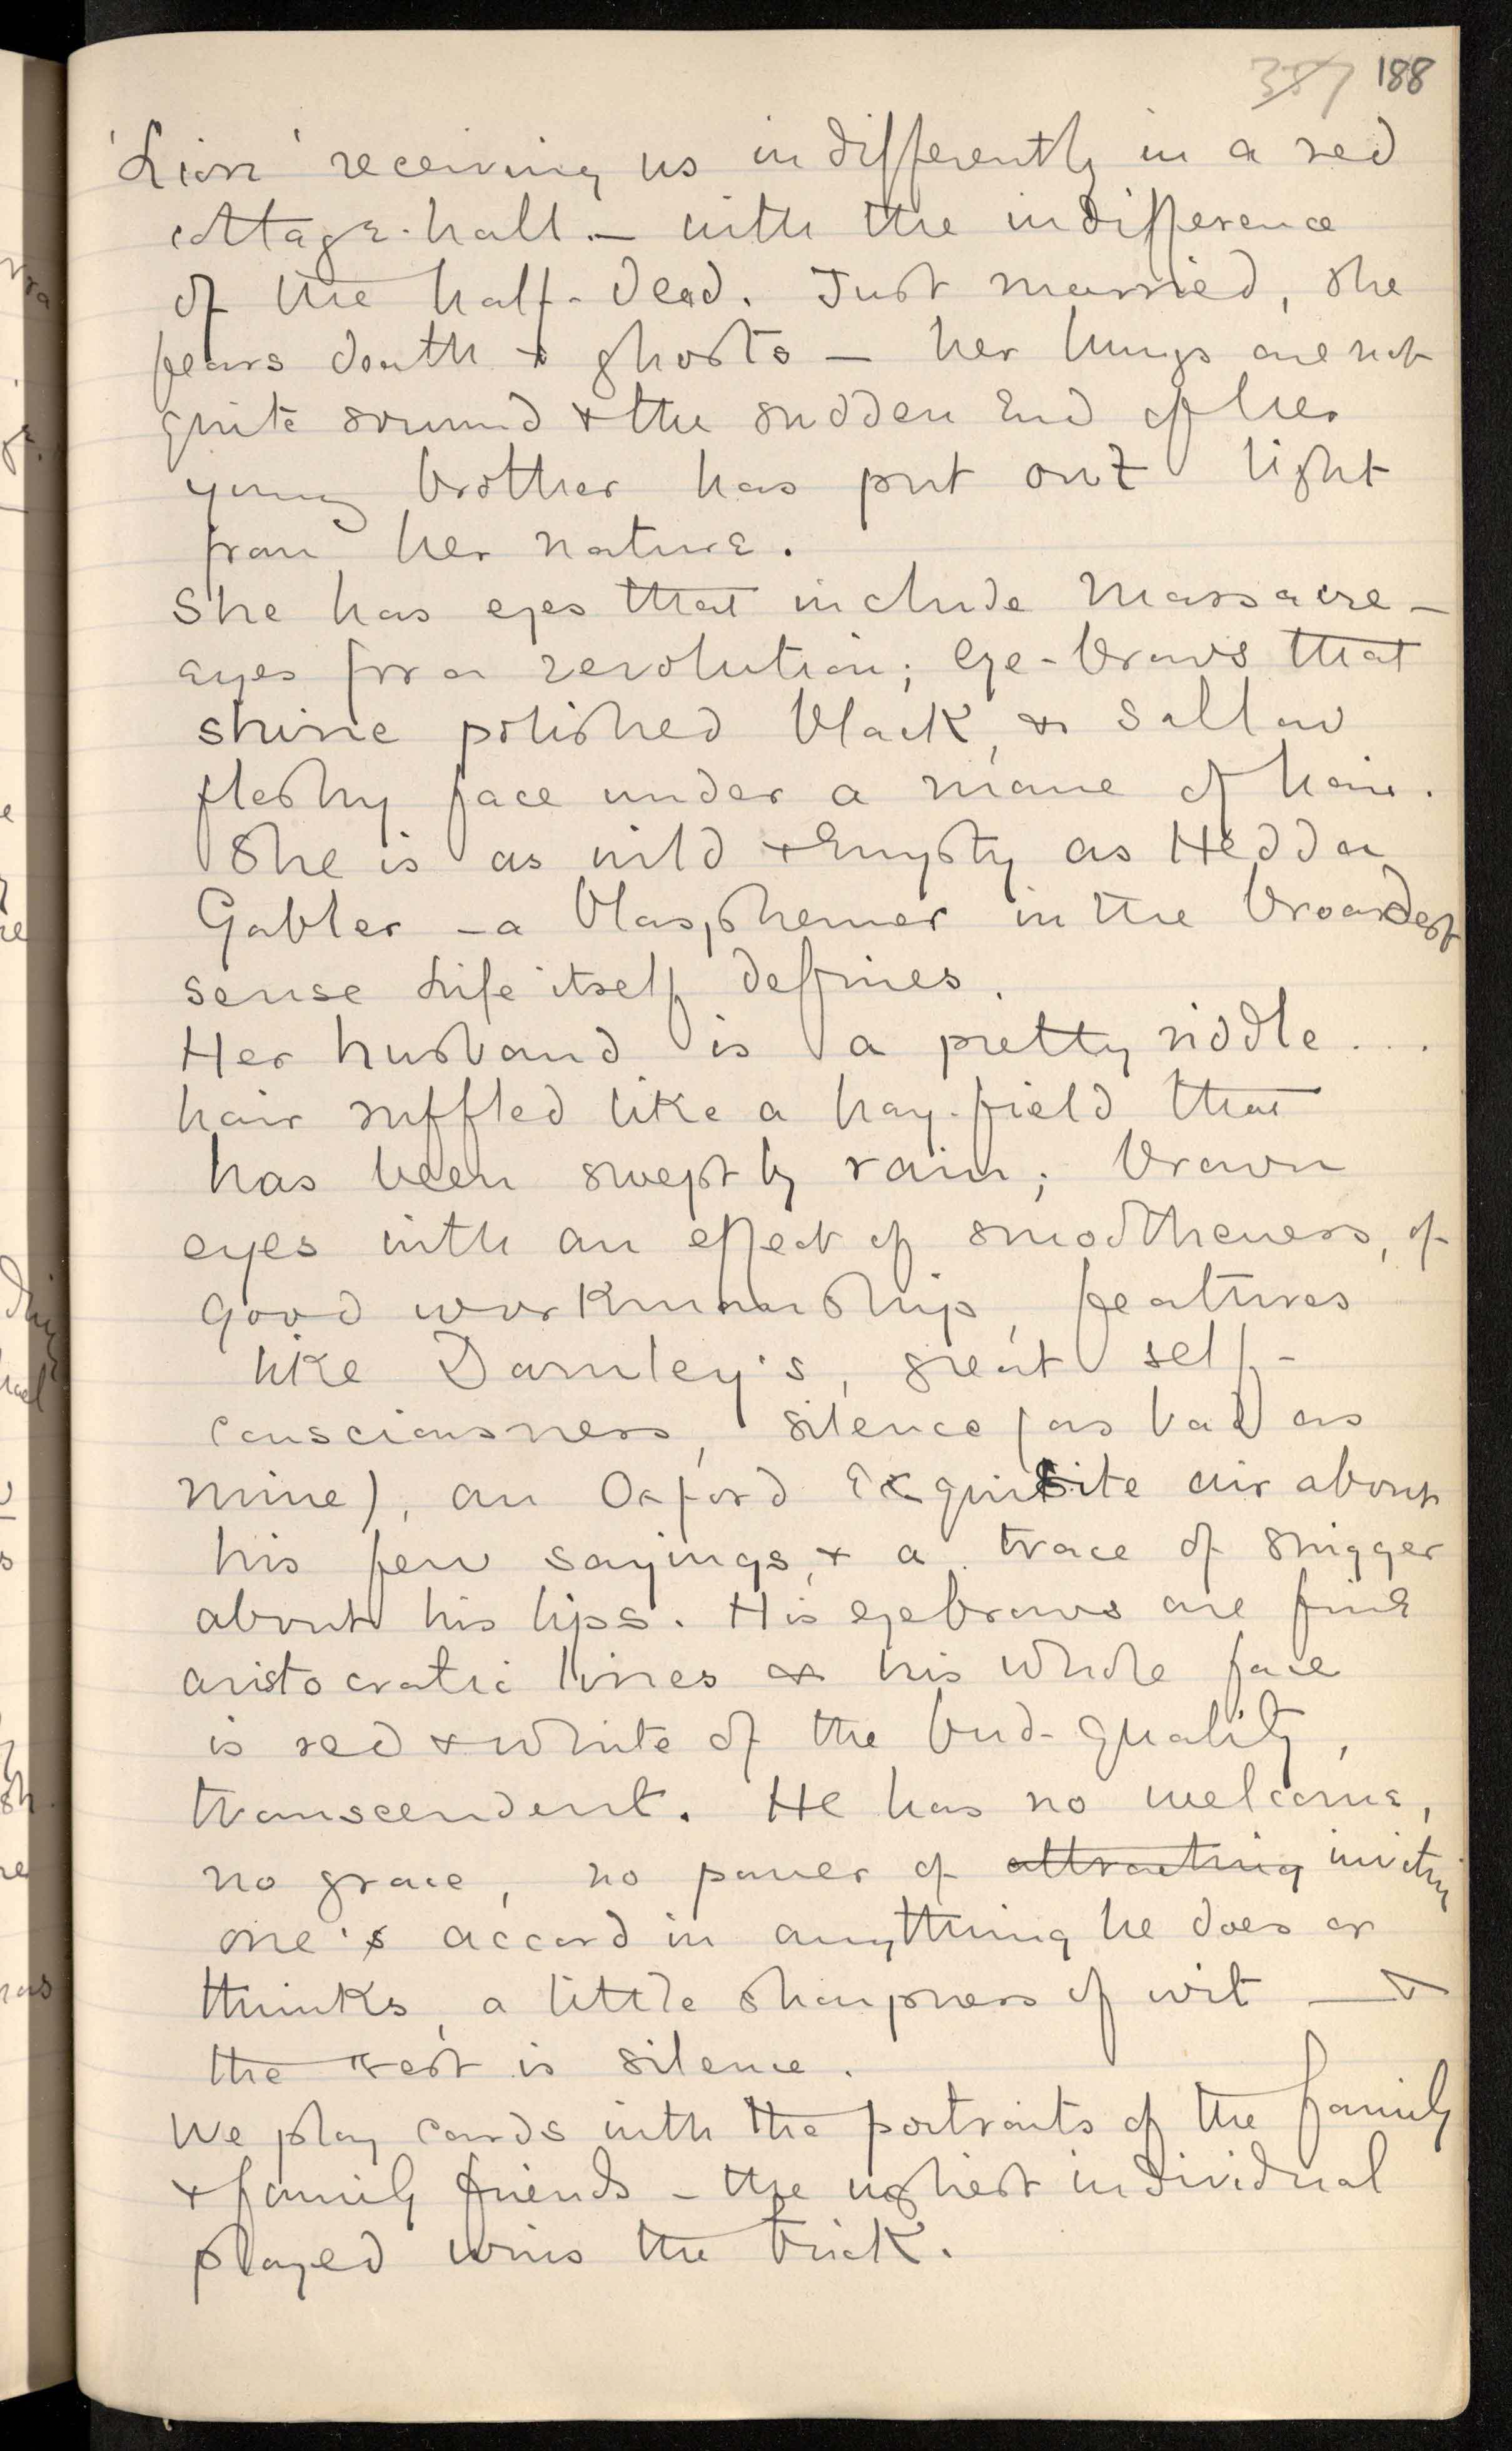 387 188
'Lion' receiving us indifferently in a red
cottage-hall – with the indifference
of the half-dead. Just married, she
fears death & ghosts – her lungs are not
quite sound & the sudden end of her
young brother has put out light
from her nature.
She has eyes that include massacre –
eyes for a revolution; eye-brows that
shine polished black, & sallow
fleshy face under a mane of hair.
She is as wild & empty as Hedda
Gabler – a blasphemer in the broadest
sense Life itself defines.
Her husband is a pretty riddle ...
hair ruffled like a hay-field that
has been swept by rain; brown
eyes with an effect of smoothness, of
good workmanship, features
like Darnley's, great self-
consciousness, silence (as bad as
mine), an Oxford Exquisite air about
his few sayings, & a trace of snigger
about his lips. His eyebrows are fine
aristocratic lines & his whole face
is red & white of the bud-quality,
transcendent. He has no welcome,
no grace, no power of attracting inviting
one's accord in anything he does or
thinks, a little sharpness of wit –
the rest is silence.
We play cards with the portraits of the family
& family friends – the ugliest individual
played wins the trick.